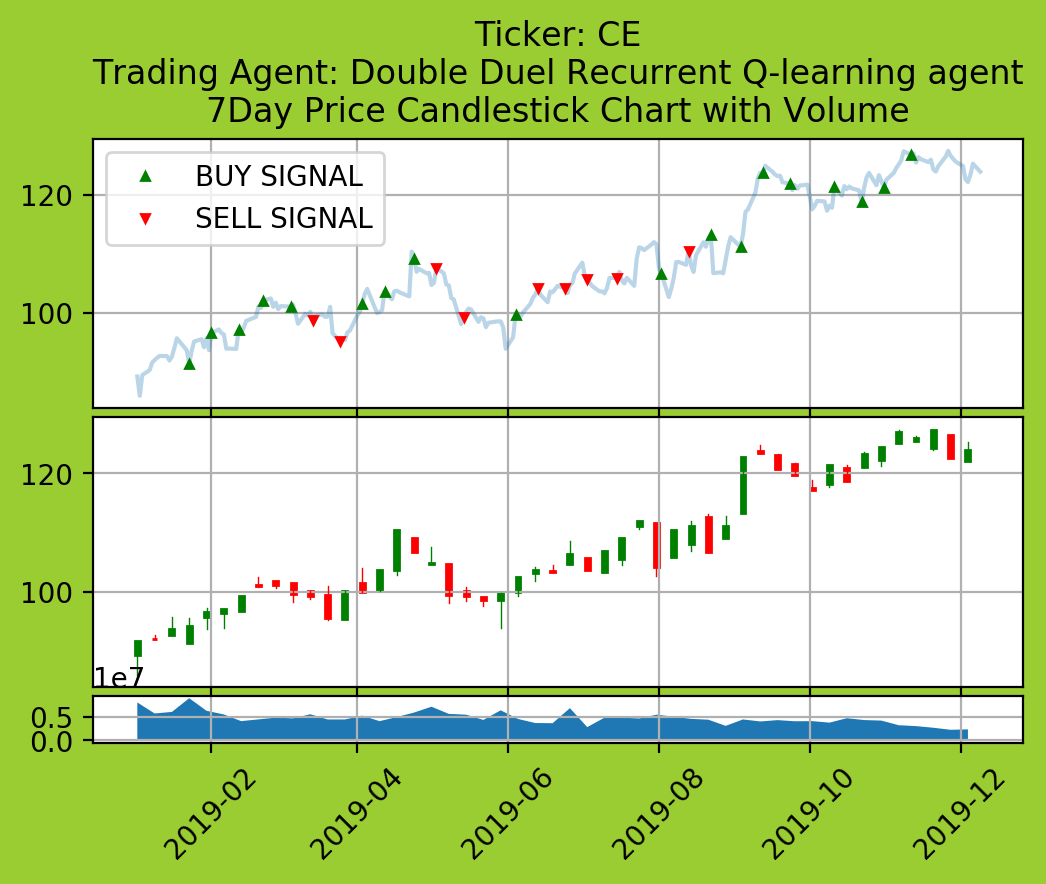 Ticker: CE
Trading Agent: Double Duel Recurrent Q-learning agent
7Day Price Candlestick Chart with Volume
BUY SIGNAL
SELL SIGNAL
120
100
120
100
1e7
0.5
0.0
2019-02
2019-04
2019-06
2019-08
2019-10
2019-12